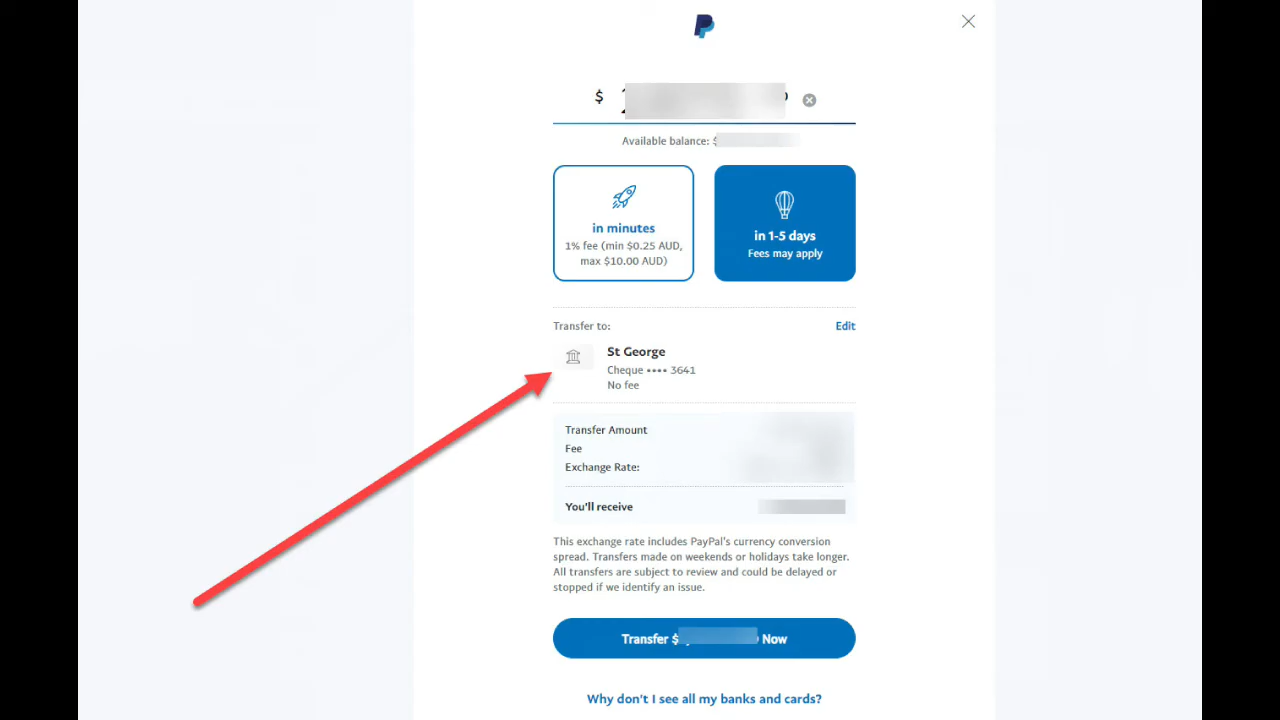 $
Available balance: $
in minutes
1% fee (min $0.25 AUD,
max $10.00 AUD)
in 1-5 days
Fees may apply
Transfer to:
Edit
St George
Cheque •••• 3641
No fee
Transfer Amount
Fee
Exchange Rate:
You'll receive
This exchange rate includes PayPal's currency conversion
spread. Transfers made on weekends or holidays take longer.
All transfers are subject to review and could be delayed or
stopped if we identify an issue.
Transfer $ Now
Why don't I see all my banks and cards?